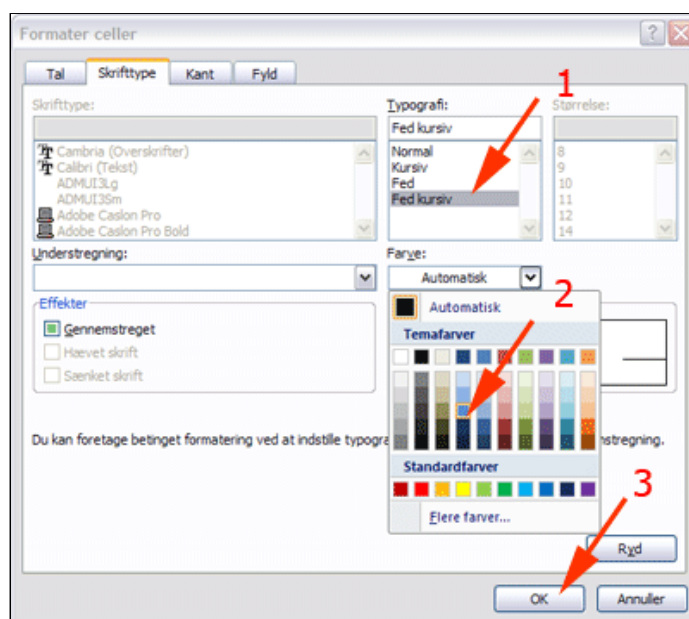 Formater celler
Tal Skrifttype Kant Fyld
1
Skrifttype: Typografi: Størrelse:
Fed kursiv
Cambria (Overskrifter) Normal 8
Calibri (Tekst) Kursiv 9
ADMUI3Lg Fed 10
ADMUI3Sm Fed kursiv 11
Adobe Caslon Pro 12
Adobe Caslon Pro Bold 14
Understregning: Farve:
Automatisk
2
Effekter Automatisk
Gennemstreget Temafarver
Hævet skrift
Sænket skrift
Du kan foretage betinget formatering ved at indstille typogra nstregning.
Standardfarver
3
Flere farver...
Ryd
OK Annuller